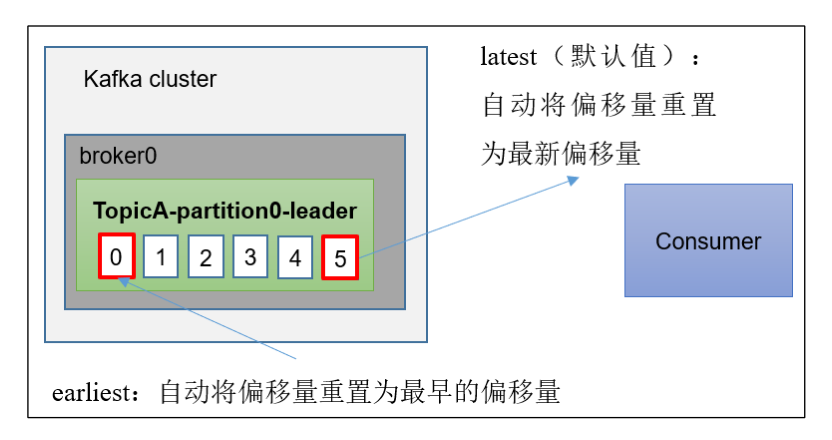 Kafka cluster
broker0
TopicA-partition0-leader
0 1 2 3 4 5
latest（默认值）：
自动将偏移量重置
为最新偏移量
Consumer
earliest：自动将偏移量重置为最早的偏移量